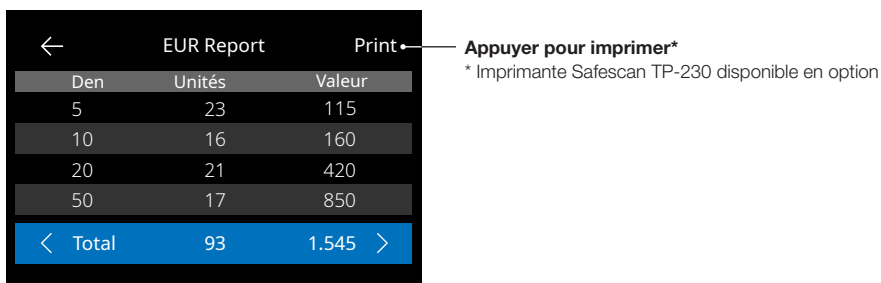 EUR Report Print
Appuyer pour imprimer*
* Imprimante Safescan TP-230 disponible en option
Den Unités Valeur
5 23 115
10 16 160
20 21 420
50 17 850
Total 93 1.545